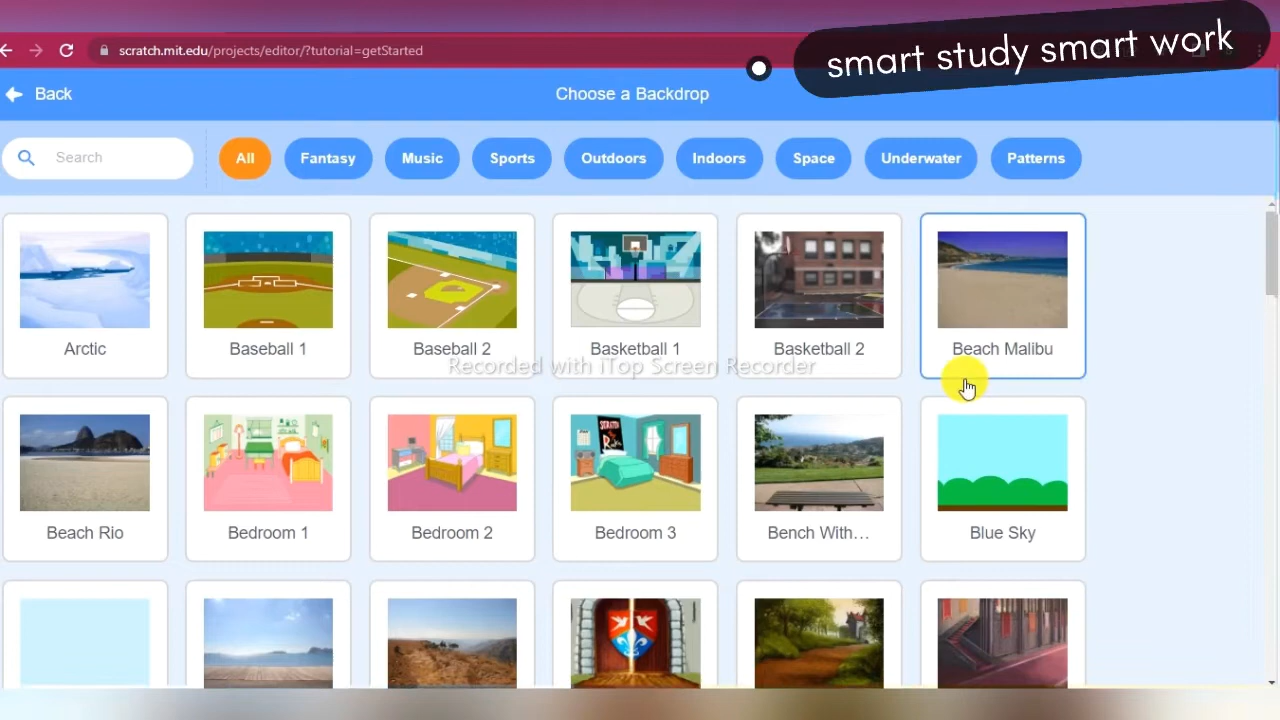 smart study smart work
scratch.mit.edu/projects/editor/?tutorial=getStarted
Back
Choose a Backdrop
Search
All
Fantasy
Music
Sports
Outdoors
Indoors
Space
Underwater
Patterns
Arctic
Baseball 1
Baseball 2
Basketball 1
Basketball 2
Beach Malibu
Recorded with iTop Screen Recorder
Beach Rio
Bedroom 1
Bedroom 2
Bedroom 3
Bench With...
Blue Sky